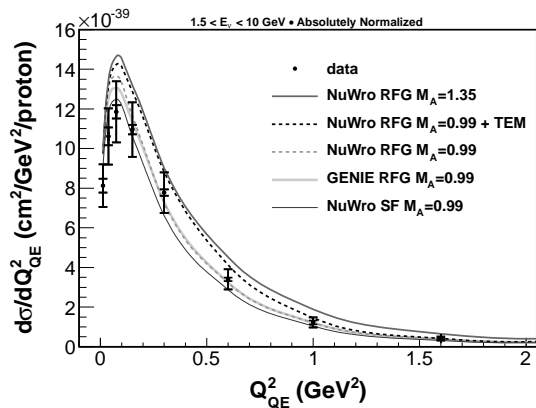 ×10⁻³⁹
1.5 < Eᵥ < 10 GeV • Absolutely Normalized
16
14
12
10
8
6
4
2
0
dσ/dQ²_QE (cm²/GeV²/proton)
data
NuWro RFG M_A=1.35
NuWro RFG M_A=0.99 + TEM
NuWro RFG M_A=0.99
GENIE RFG M_A=0.99
NuWro SF M_A=0.99
0 0.5 1 1.5 2
Q²_QE (GeV²)